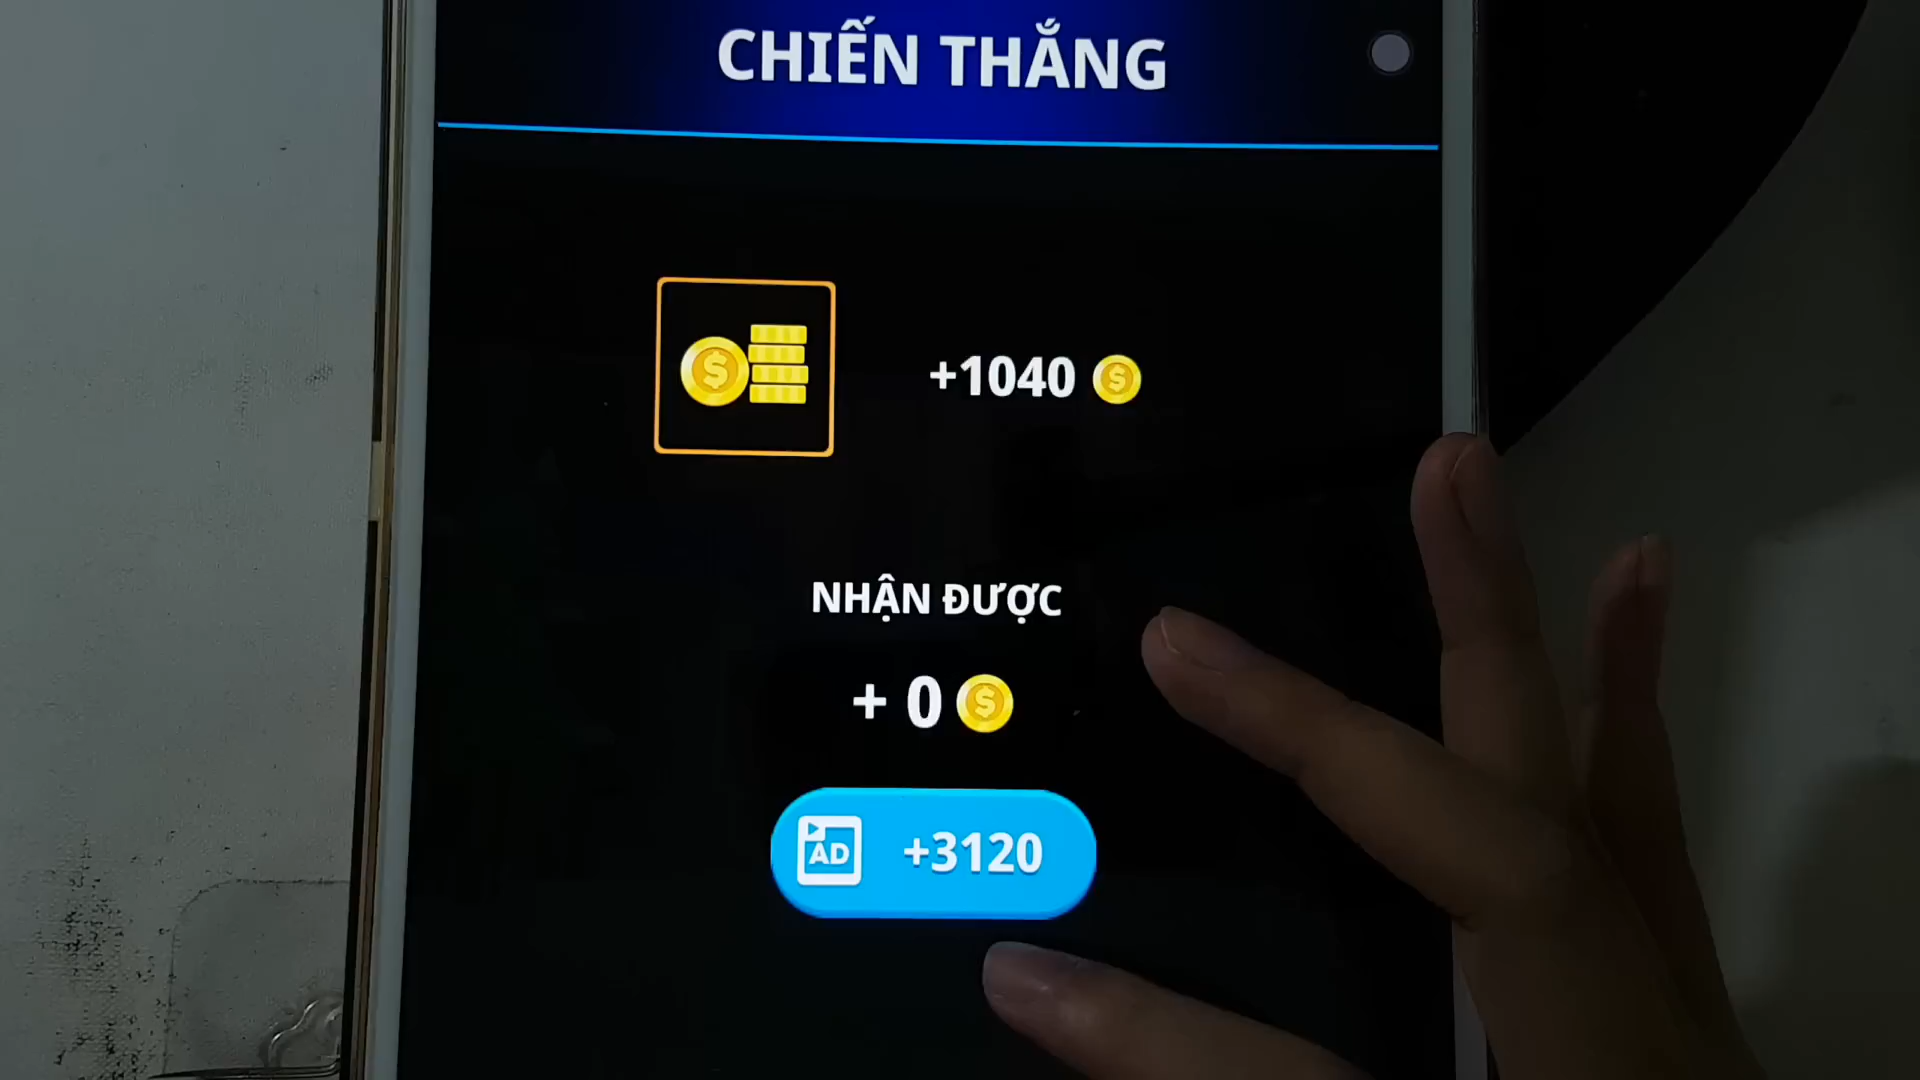 CHIẾN THẮNG
+1040
NHẬN ĐƯỢC
+ 0
AD +3120